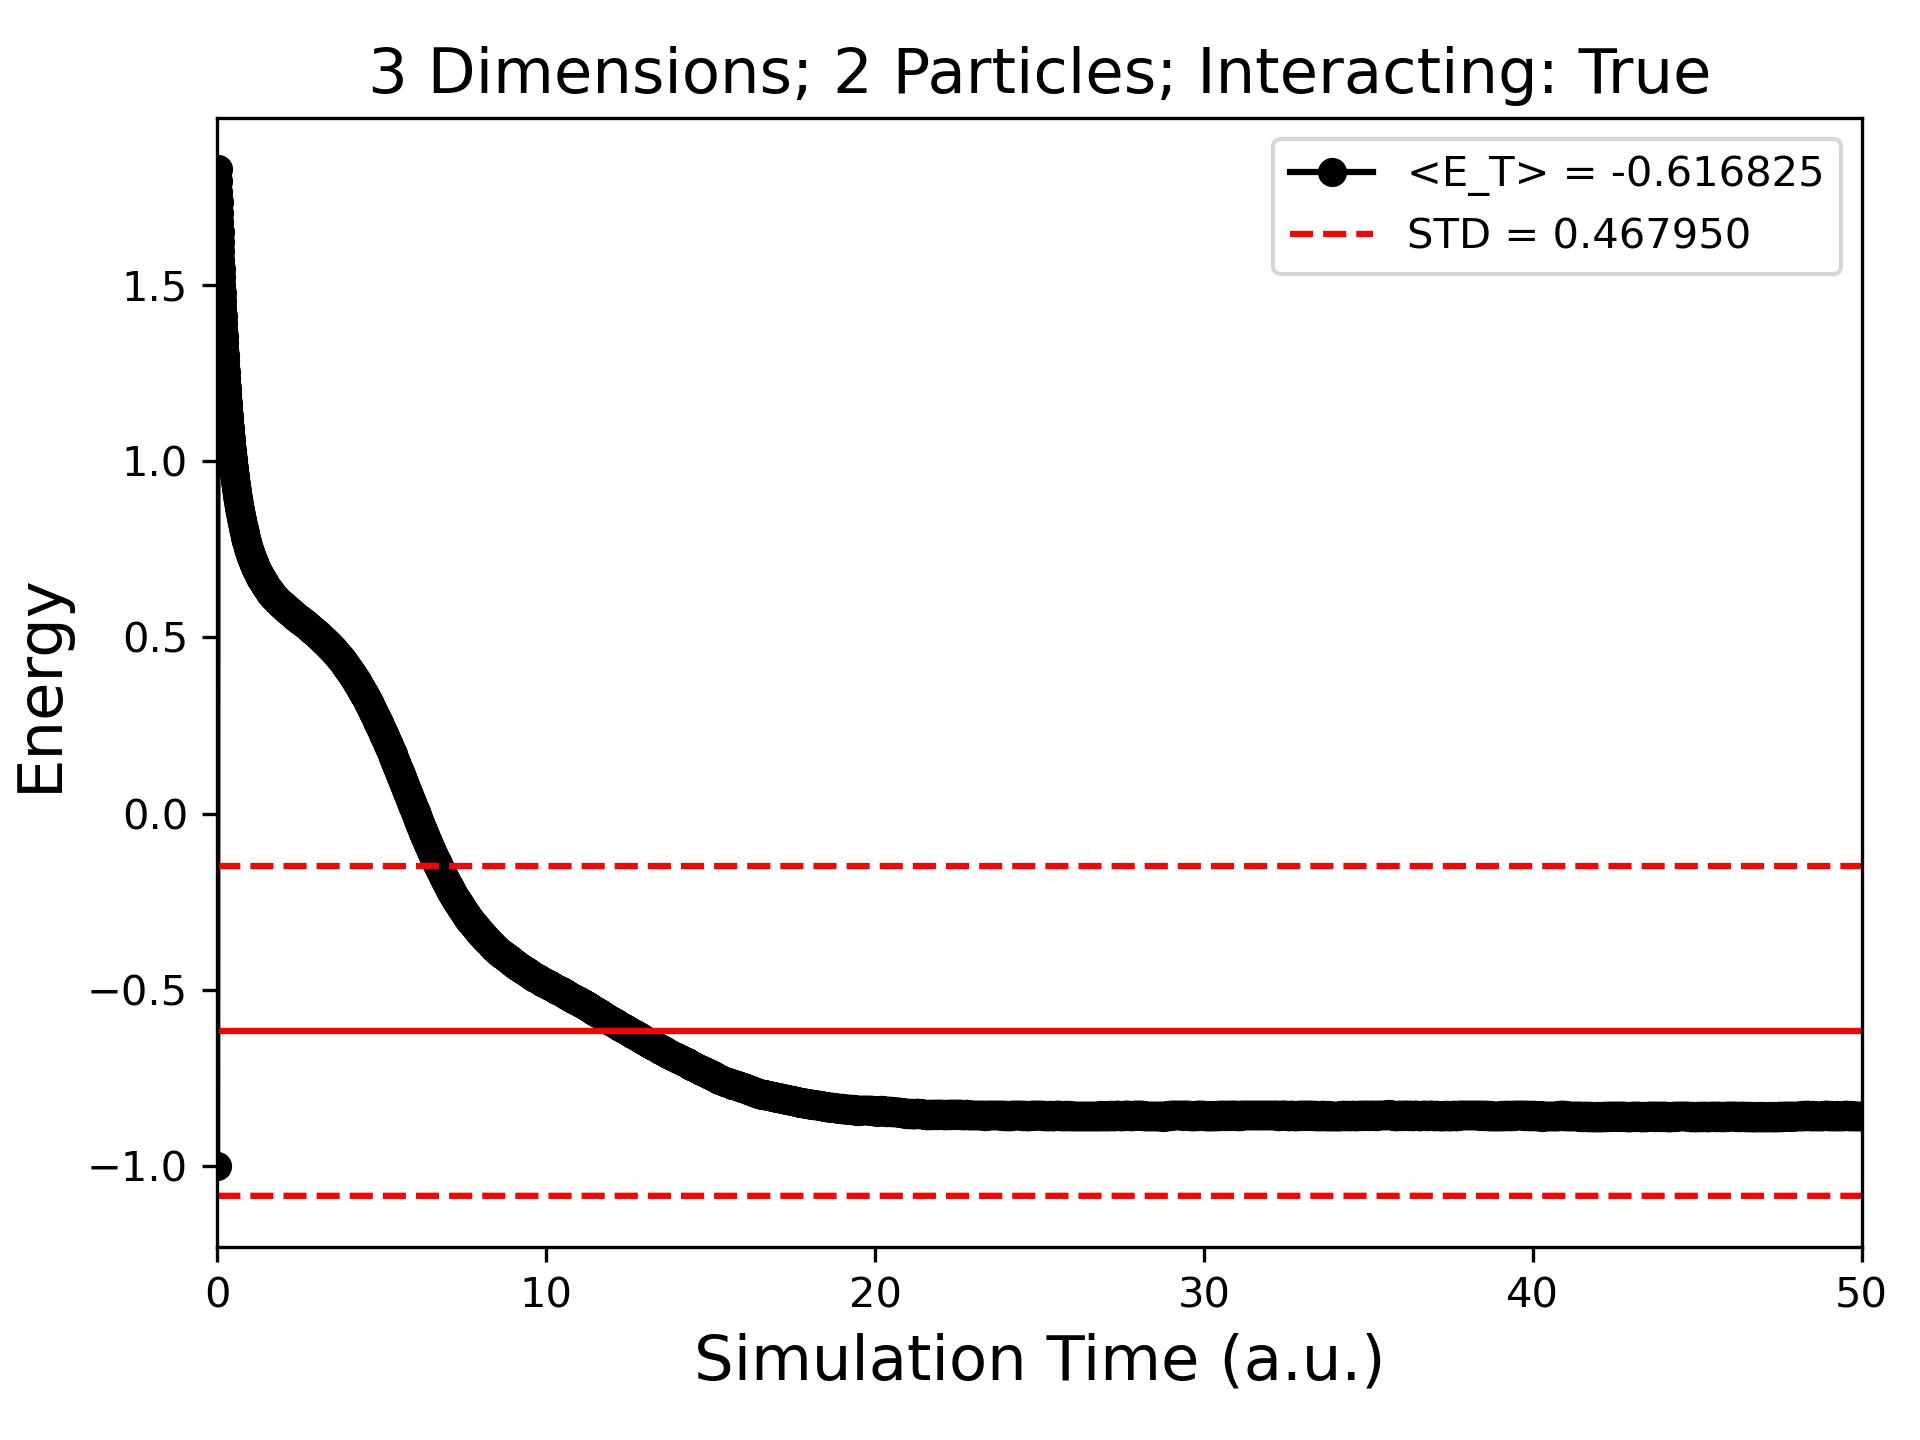 3 Dimensions; 2 Particles; Interacting: True
<E_T> = -0.616825
STD = 0.467950
Energy
1.5
1.0
0.5
0.0
−0.5
−1.0
0 10 20 30 40 50
Simulation Time (a.u.)